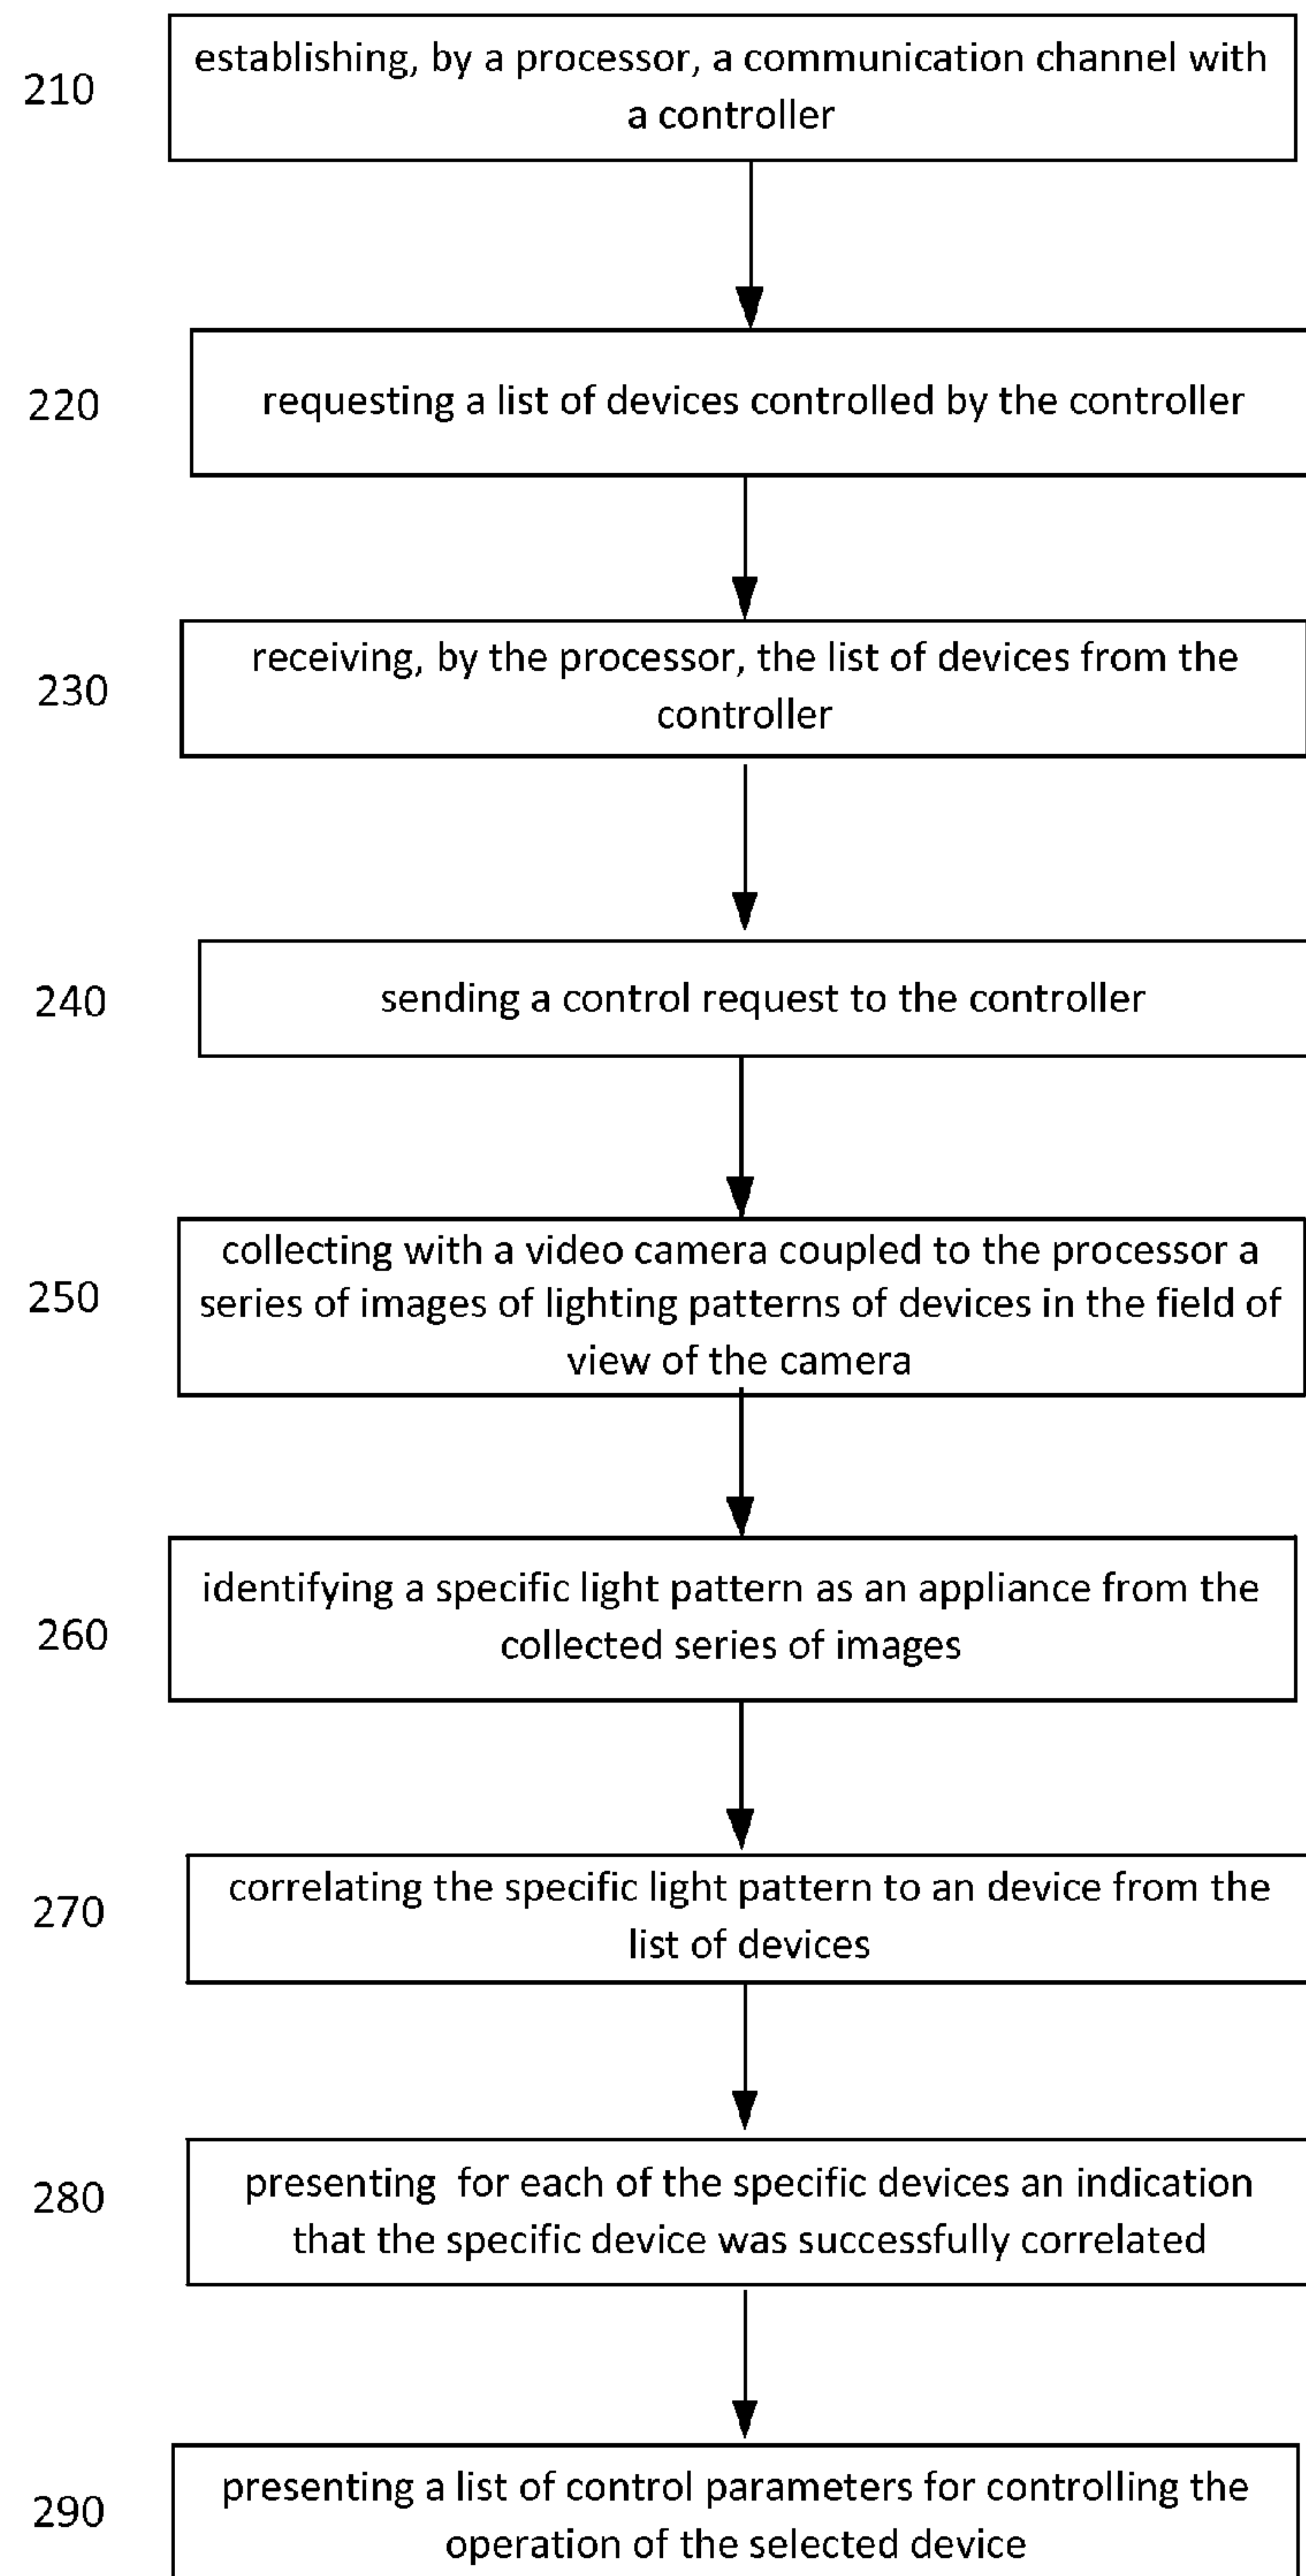 210
establishing, by a processor, a communication channel with
a controller
220
requesting a list of devices controlled by the controller
230
receiving, by the processor, the list of devices from the
controller
240
sending a control request to the controller
250
collecting with a video camera coupled to the processor a
series of images of lighting patterns of devices in the field of
view of the camera
260
identifying a specific light pattern as an appliance from the
collected series of images
270
correlating the specific light pattern to an device from the
list of devices
280
presenting for each of the specific devices an indication
that the specific device was successfully correlated
290
presenting a list of control parameters for controlling the
operation of the selected device